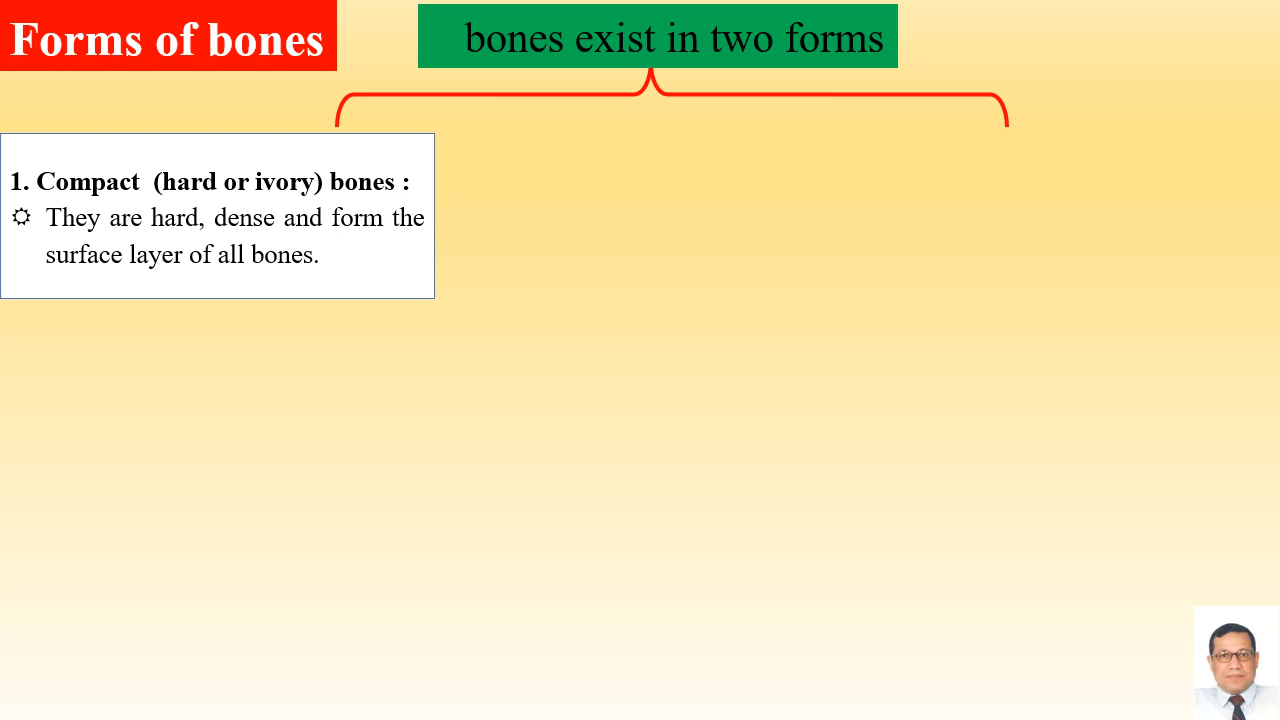 Forms of bones
bones exist in two forms
1. Compact  (hard or ivory) bones :
☼ They are hard, dense and form the
surface layer of all bones.